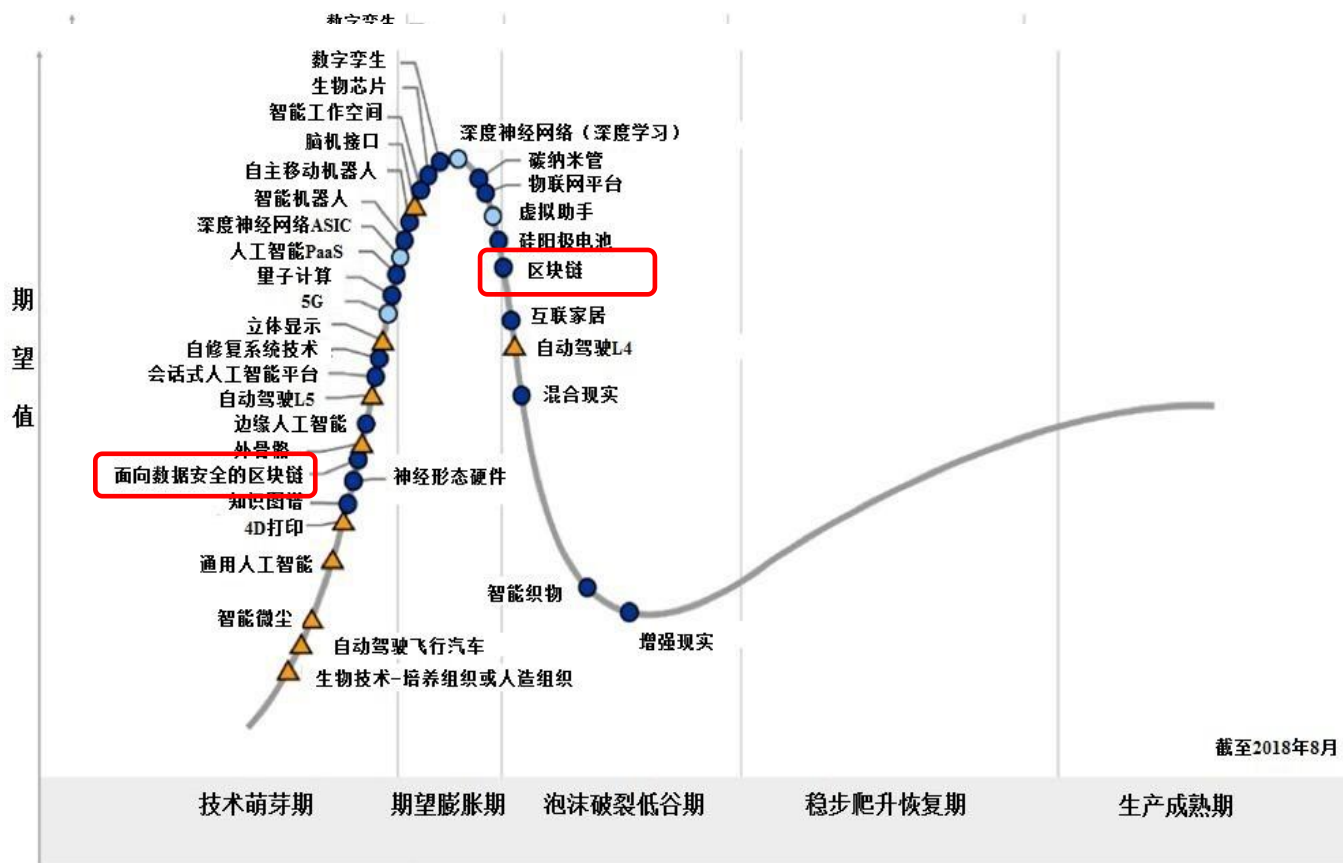 数字孪生
数字孪生
生物芯片
智能工作空间
脑机接口
自主移动机器人
智能机器人
深度神经网络ASIC
人工智能PaaS
量子计算
5G
立体显示
自修复系统技术
会话式人工智能平台
自动驾驶L5
边缘人工智能
外骨骼
面向数据安全的区块链
神经形态硬件
知识图谱
4D打印
通用人工智能
智能微尘
自动驾驶飞行汽车
生物技术-培养组织或人造组织
深度神经网络（深度学习）
碳纳米管
物联网平台
虚拟助手
硅阳极电池
区块链
互联家居
自动驾驶L4
混合现实
智能织物
增强现实
期
望
值
截至2018年8月
技术萌芽期
期望膨胀期
泡沫破裂低谷期
稳步爬升恢复期
生产成熟期